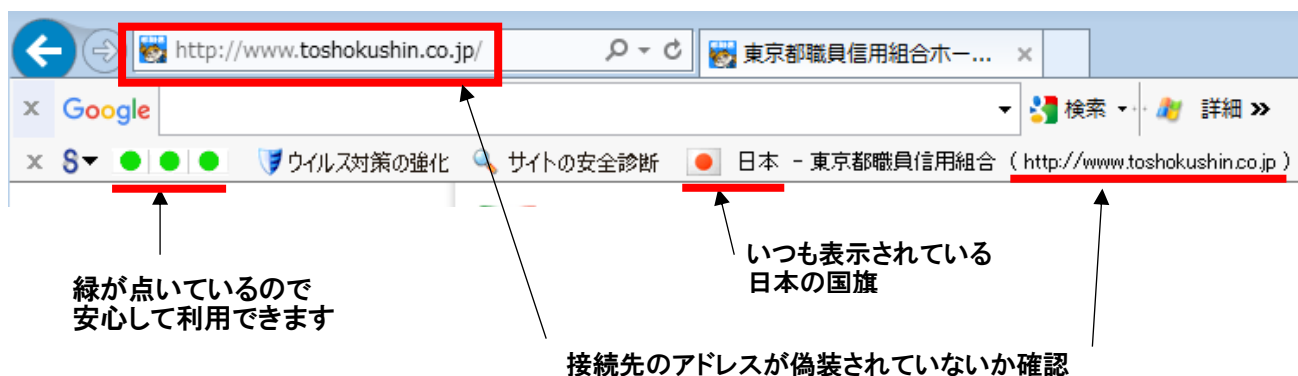 http://www.toshokushin.co.jp/ 東京都職員信用組合ホー... ×
x Google 検索 詳細 »
x S ウイルス対策の強化 サイトの安全診断 日本 - 東京都職員信用組合 ( http://www.toshokushin.co.jp )
緑が点いているので
安心して利用できます
いつも表示されている
日本の国旗
接続先のアドレスが偽装されていないか確認